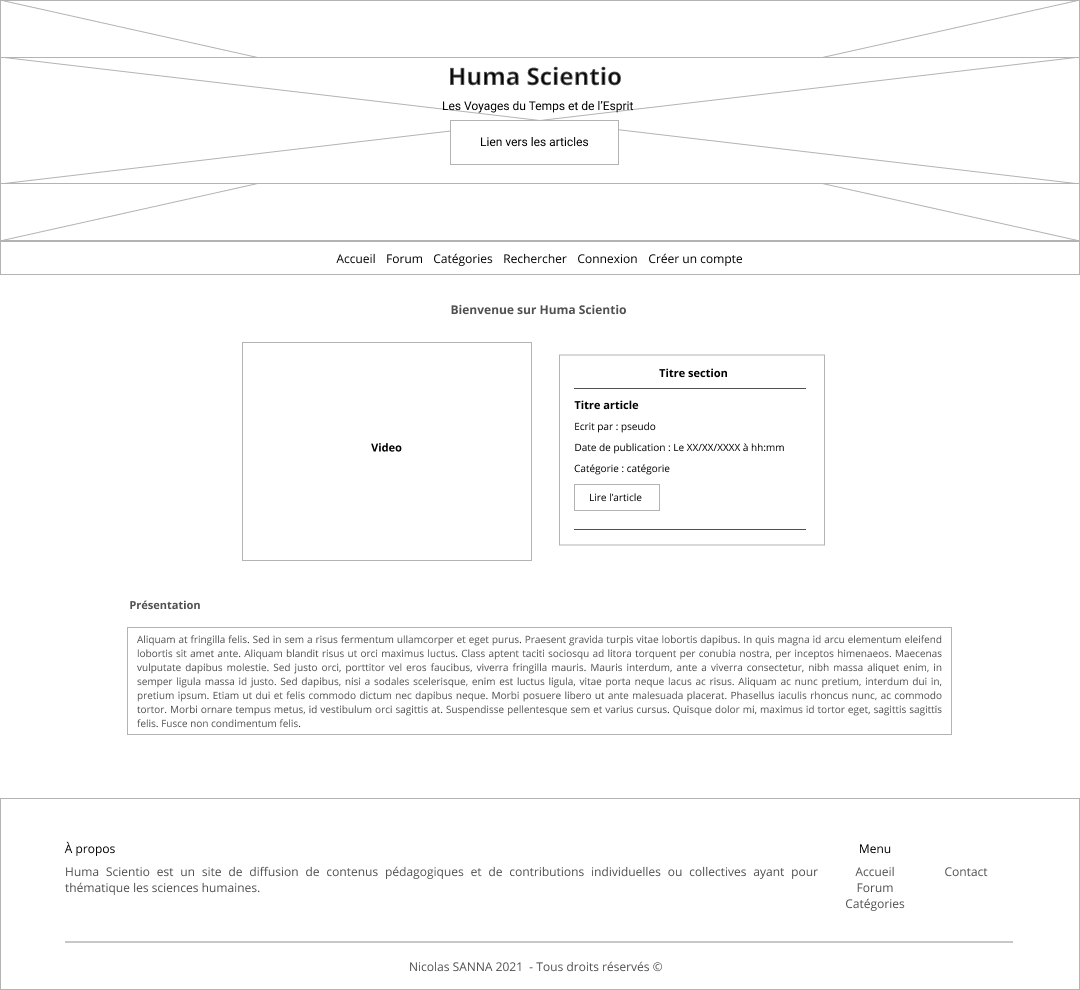 Huma Scientio
Les Voyages du Temps et de l'Esprit
Lien vers les articles
Accueil Forum Catégories Rechercher Connexion Créer un compte
Bienvenue sur Huma Scientio
Video
Titre section
Titre article
Ecrit par : pseudo
Date de publication : Le XX/XX/XXXX à hh:mm
Catégorie : catégorie
Lire l'article
Présentation
Aliquam at fringilla felis. Sed in sem a risus fermentum ullamcorper et eget purus. Praesent gravida turpis vitae lobortis dapibus. In quis magna id arcu elementum eleifend
lobortis sit amet ante. Aliquam blandit risus ut orci maximus luctus. Class aptent taciti sociosqu ad litora torquent per conubia nostra, per inceptos himenaeos. Maecenas
vulputate dapibus molestie. Sed justo orci, porttitor vel eros faucibus, viverra fringilla mauris. Mauris interdum, ante a viverra consectetur, nibh massa aliquet enim, in
semper ligula massa id justo. Sed dapibus, nisi a sodales scelerisque, enim est luctus ligula, vitae porta neque lacus ac risus. Aliquam ac nunc pretium, interdum dui in,
pretium ipsum. Etiam ut dui et felis commodo dictum nec dapibus neque. Morbi posuere libero ut ante malesuada placerat. Phasellus iaculis rhoncus nunc, ac commodo
tortor. Morbi ornare tempus metus, id vestibulum orci sagittis at. Suspendisse pellentesque sem et varius cursus. Quisque dolor mi, maximus id tortor eget, sagittis sagittis
felis. Fusce non condimentum felis.
À propos
Huma Scientio est un site de diffusion de contenus pédagogiques et de contributions individuelles ou collectives ayant pour
thématique les sciences humaines.
Menu
Accueil
Forum
Catégories
Contact
Nicolas SANNA 2021 - Tous droits réservés ©